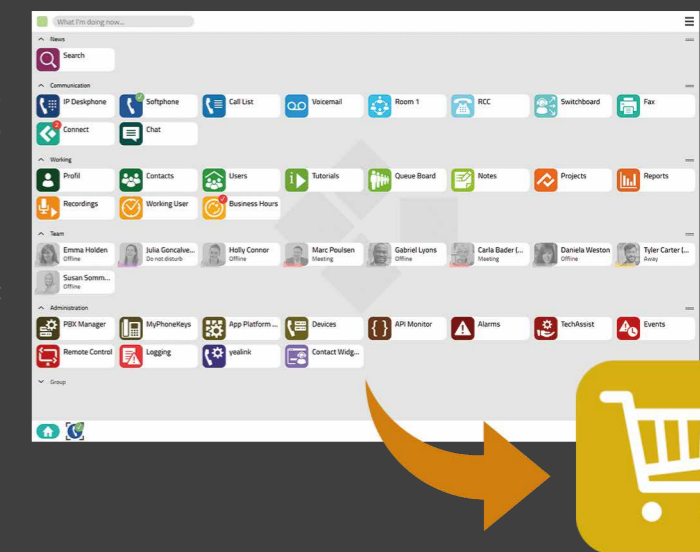 What I'm doing now...
News
Search
Communication
IP Deskphone
Softphone
Call List
Voicemail
Room 1
RCC
Switchboard
Fax
2
Connect
Chat
Working
Profil
Contacts
Users
Tutorials
Queue Board
Notes
Projects
Reports
Recordings
Working User
Business Hours
Team
Emma Holden
Offline
Julia Goncalve...
Do not disturb
Holly Connor
Offline
Marc Poulsen
Meeting
Gabriel Lyons
Offline
Carla Bader (...
Meeting
Daniela Weston
Offline
Tyler Carter (...
Away
Susan Somm...
Offline
Administration
PBX Manager
MyPhoneKeys
App Platform ...
Devices
API Monitor
Alarms
TechAssist
Events
Remote Control
Logging
yealink
Contact Widg...
Group